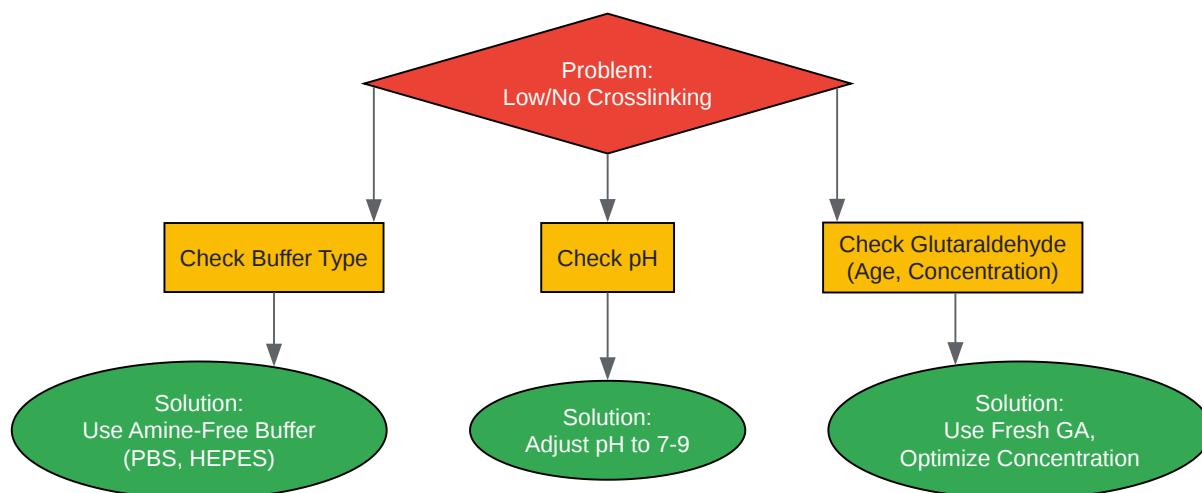 Problem:
Low/No Crosslinking
Check Buffer Type
Check pH
Check Glutaraldehyde
(Age, Concentration)
Solution:
Use Amine-Free Buffer
(PBS, HEPES)
Solution:
Adjust pH to 7-9
Solution:
Use Fresh GA,
Optimize Concentration